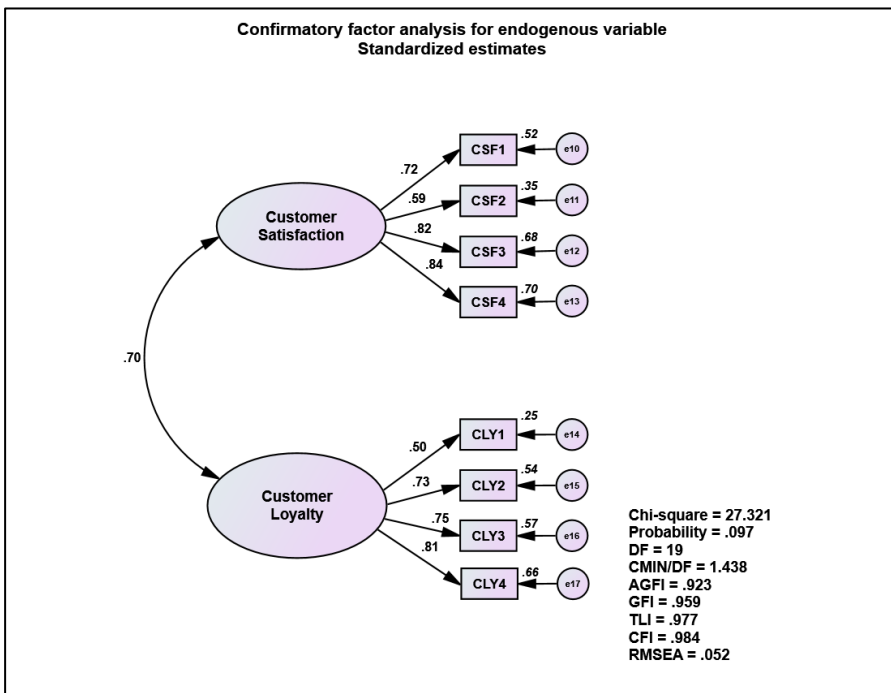 Confirmatory factor analysis for endogenous variable
Standardized estimates
.52
CSF1
e10
.72
.35
CSF2
e11
.59
Customer
Satisfaction
.82
.68
CSF3
e12
.84
.70
CSF4
e13
.70
.25
CLY1
e14
.50
.54
CLY2
e15
.73
Customer
Loyalty
.75
.57
CLY3
e16
.81
.66
CLY4
e17
Chi-square = 27.321
Probability = .097
DF = 19
CMIN/DF = 1.438
AGFI = .923
GFI = .959
TLI = .977
CFI = .984
RMSEA = .052